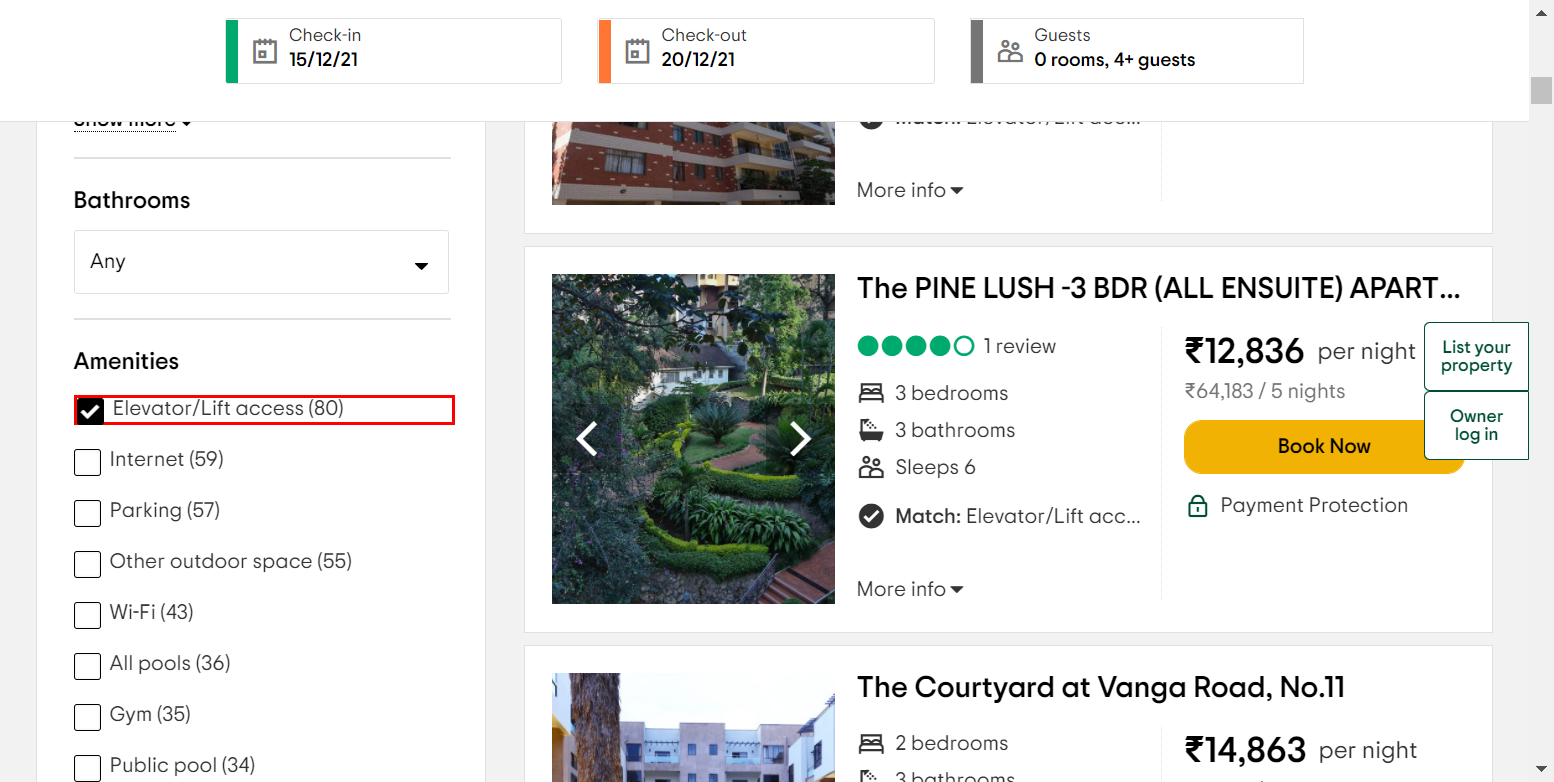 Check-in
15/12/21
Check-out
20/12/21
Guests
0 rooms, 4+ guests
Show more
Bathrooms
Any
Amenities
Elevator/Lift access (80)
Internet (59)
Parking (57)
Other outdoor space (55)
Wi-Fi (43)
All pools (36)
Gym (35)
Public pool (34)
Match: Elevator/Lift acc...
More info
The PINE LUSH -3 BDR (ALL ENSUITE) APART...
1 review
3 bedrooms
3 bathrooms
Sleeps 6
Match: Elevator/Lift acc...
More info
₹12,836 per night
₹64,183 / 5 nights
Book Now
Payment Protection
List your
property
Owner
log in
The Courtyard at Vanga Road, No.11
2 bedrooms
3 bathrooms
₹14,863 per night